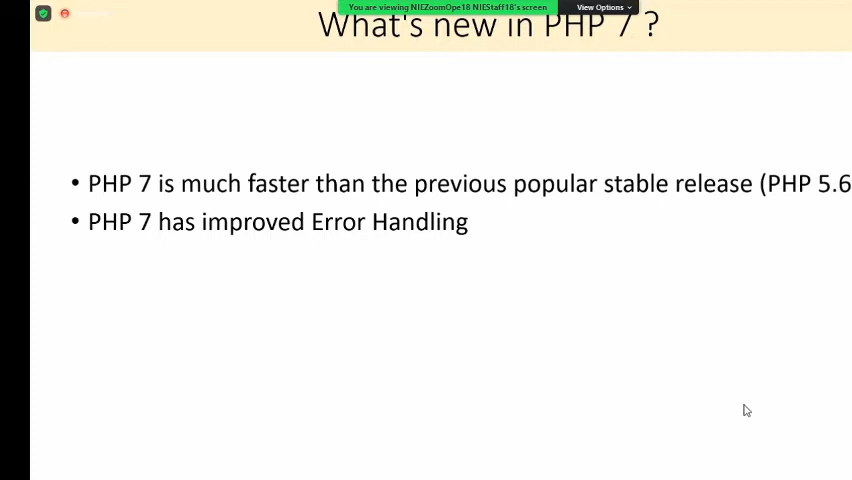 You are viewing NIEZoomOpe18 NIEStaff18's screen
View Options
What's new in PHP 7 ?
• PHP 7 is much faster than the previous popular stable release (PHP 5.6
• PHP 7 has improved Error Handling